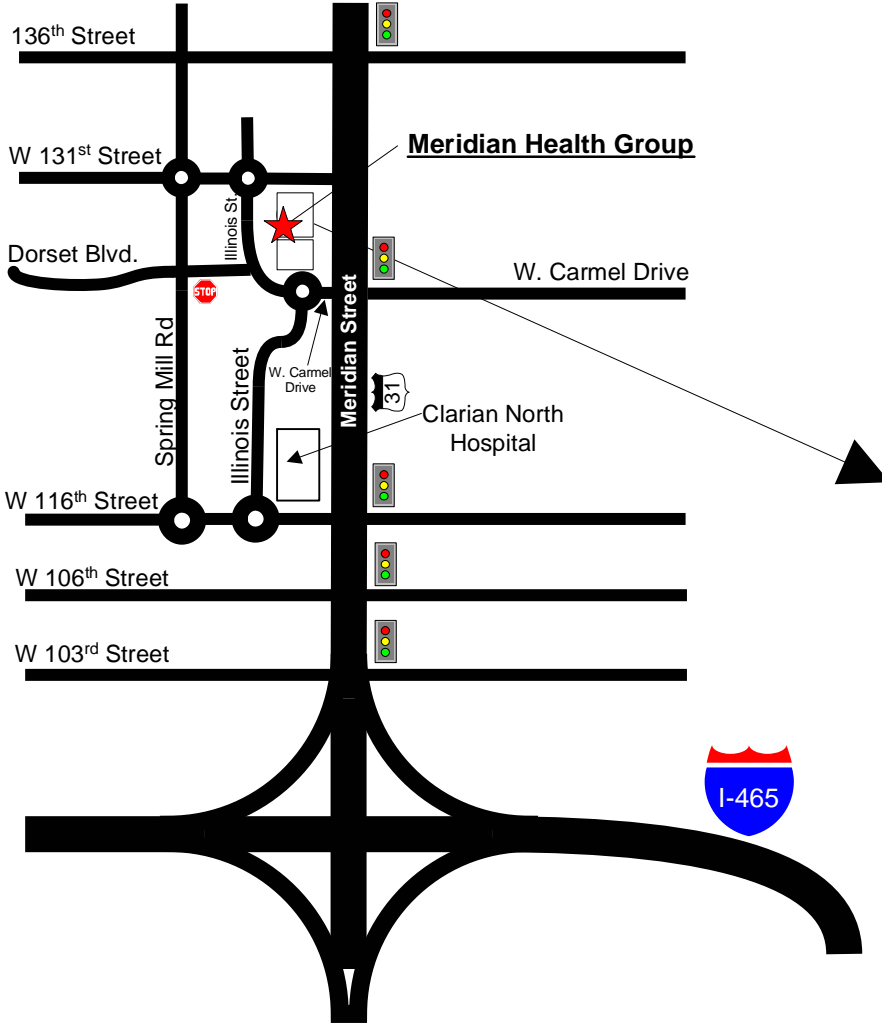 136th Street
W 131st Street
Meridian Health Group
Illinois St.
Dorset Blvd.
W. Carmel Drive
STOP
Meridian Street
Spring Mill Rd
Illinois Street
W. Carmel
Drive
31
Clarian North
Hospital
W 116th Street
W 106th Street
W 103rd Street
I-465